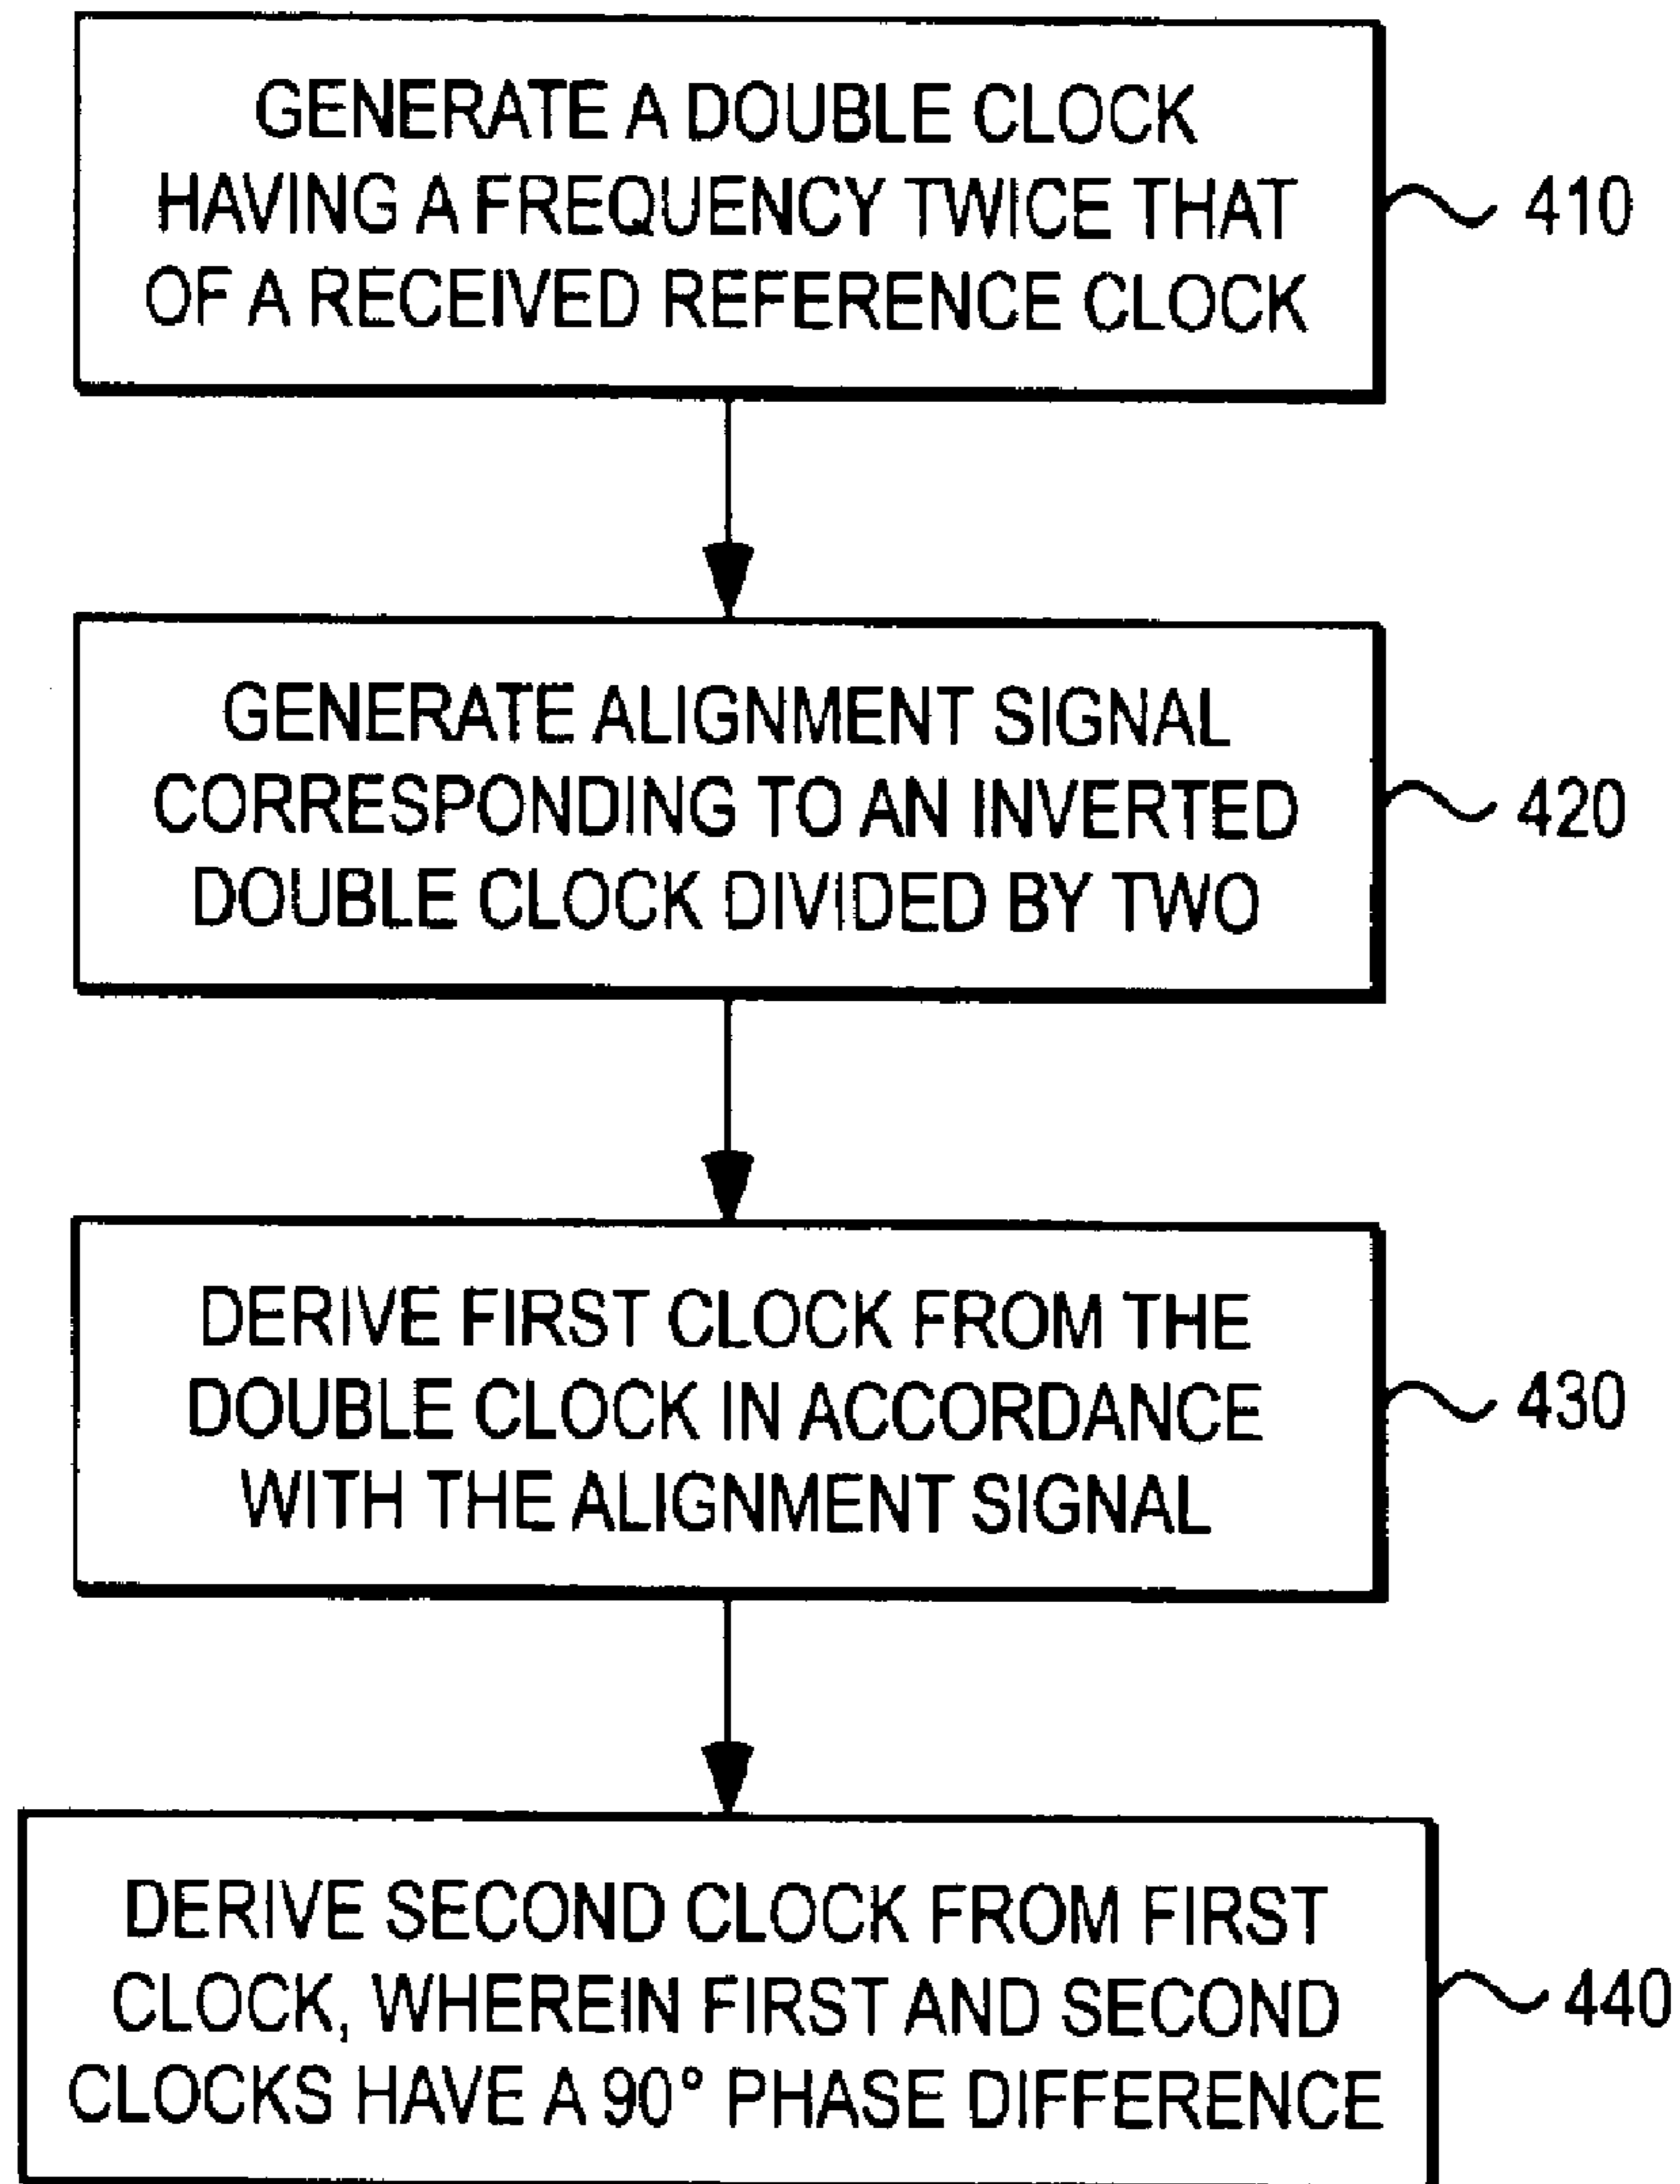 GENERATE A DOUBLE CLOCK
HAVING A FREQUENCY TWICE THAT
OF A RECEIVED REFERENCE CLOCK
410
GENERATE ALIGNMENT SIGNAL
CORRESPONDING TO AN INVERTED
DOUBLE CLOCK DIVIDED BY TWO
420
DERIVE FIRST CLOCK FROM THE
DOUBLE CLOCK IN ACCORDANCE
WITH THE ALIGNMENT SIGNAL
430
DERIVE SECOND CLOCK FROM FIRST
CLOCK, WHEREIN FIRST AND SECOND
CLOCKS HAVE A 90° PHASE DIFFERENCE
440